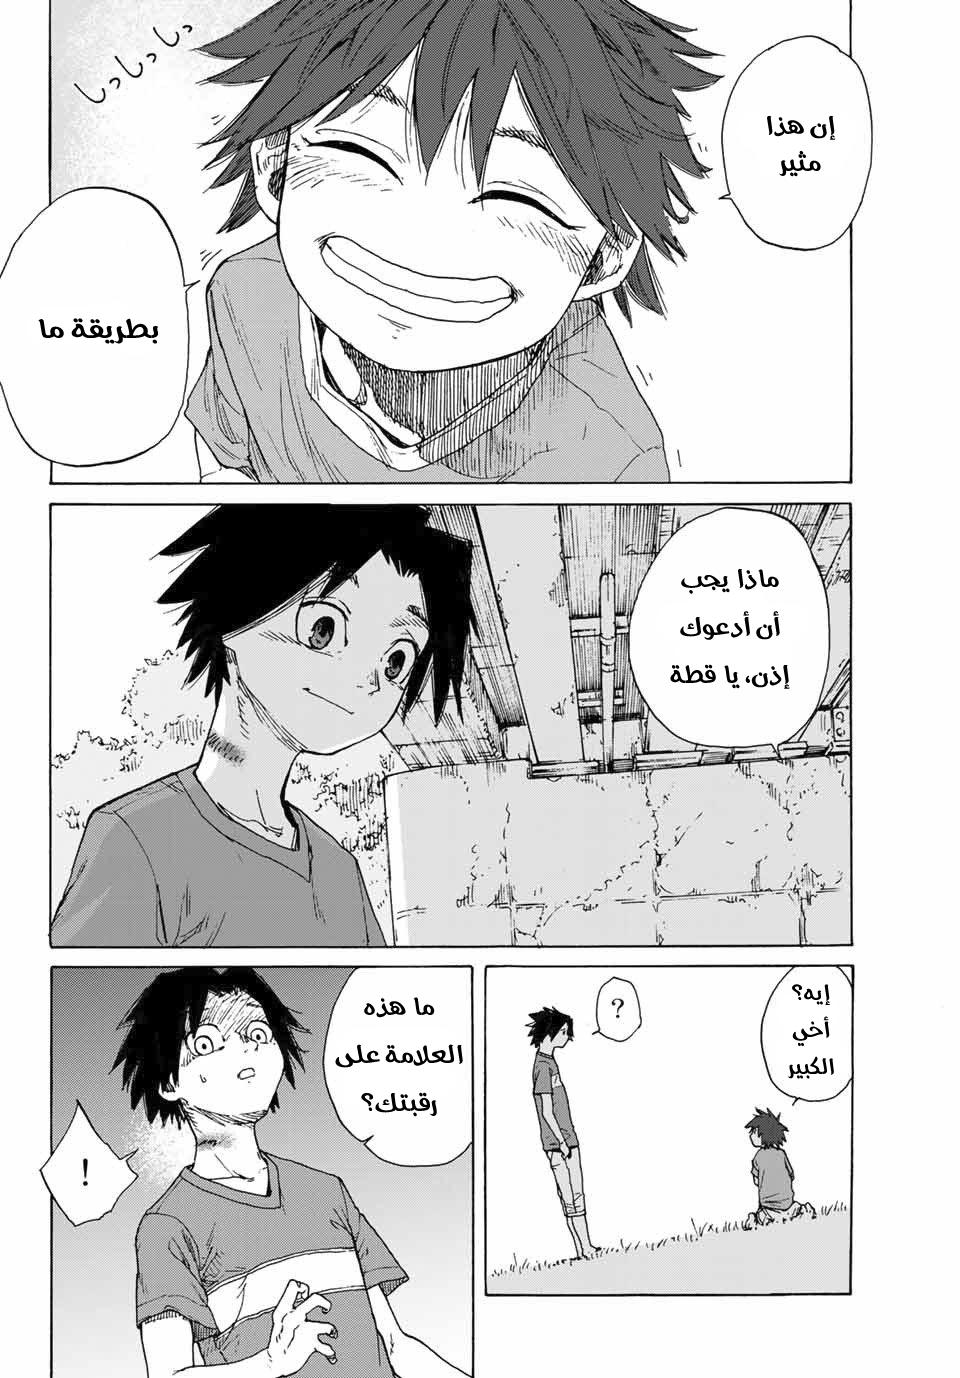 إن هذا
مثير
بطريقة ما
ماذا يجب
أن أدعوك
إذن، يا قطة
إيه؟
أخي
الكبير
?
ما هذه
العلامة على
رقبتك؟
!